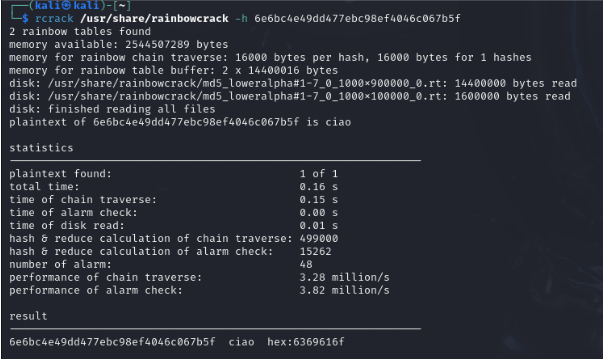 (kali㉿kali)-[~]
$ rcrack /usr/share/rainbowcrack -h 6e6bc4e49dd477ebc98ef4046c067b5f
2 rainbow tables found
memory available: 2544507289 bytes
memory for rainbow chain traverse: 16000 bytes per hash, 16000 bytes for 1 hashes
memory for rainbow table buffer: 2 x 14400016 bytes
disk: /usr/share/rainbowcrack/md5_loweralpha#1-7_0_1000×900000_0.rt: 14400000 bytes read
disk: /usr/share/rainbowcrack/md5_loweralpha#1-7_0_1000×100000_0.rt: 1600000 bytes read
disk: finished reading all files
plaintext of 6e6bc4e49dd477ebc98ef4046c067b5f is ciao
statistics
plaintext found: 1 of 1
total time: 0.16 s
time of chain traverse: 0.15 s
time of alarm check: 0.00 s
time of disk read: 0.01 s
hash & reduce calculation of chain traverse: 499000
hash & reduce calculation of alarm check: 15262
number of alarm: 48
performance of chain traverse: 3.28 million/s
performance of alarm check: 3.82 million/s
result
6e6bc4e49dd477ebc98ef4046c067b5f ciao hex:6369616f